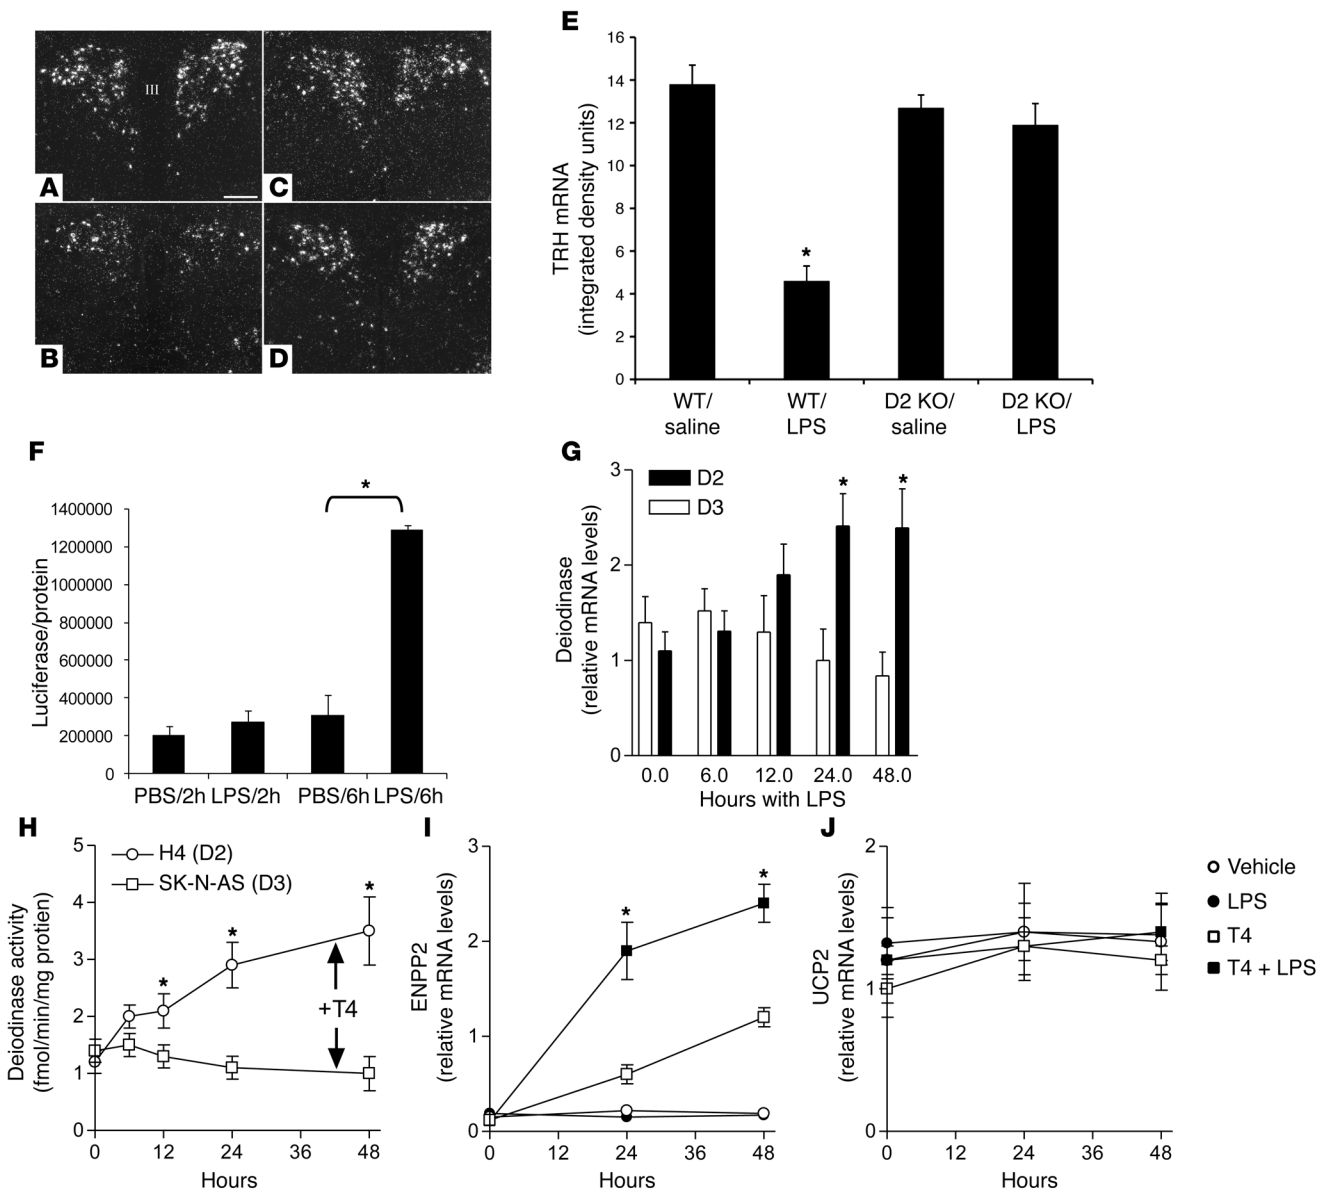 A
III
C
B
D
E
TRH mRNA
(integrated density units)
16
14
12
10
8
6
4
2
0
*
WT/
saline
WT/
LPS
D2 KO/
saline
D2 KO/
LPS
F
Luciferase/protein
1400000
1200000
1000000
800000
600000
400000
200000
0
*
PBS/2h LPS/2h PBS/6h LPS/6h
G
Deiodinase
(relative mRNA levels)
3
2
1
0
D2
D3
* *
0.0 6.0 12.0 24.0 48.0
Hours with LPS
H
Deiodinase activity
(fmol/min/mg protien)
5
4
3
2
1
0
H4 (D2)
SK-N-AS (D3)
* * *
+T4
0 12 24 36 48
Hours
I
ENPP2
(relative mRNA levels)
3
2
1
0
* *
0 12 24 36 48
Hours
J
UCP2
(relative mRNA levels)
2
1
0
0 12 24 36 48
Hours
Vehicle
LPS
T4
T4 + LPS